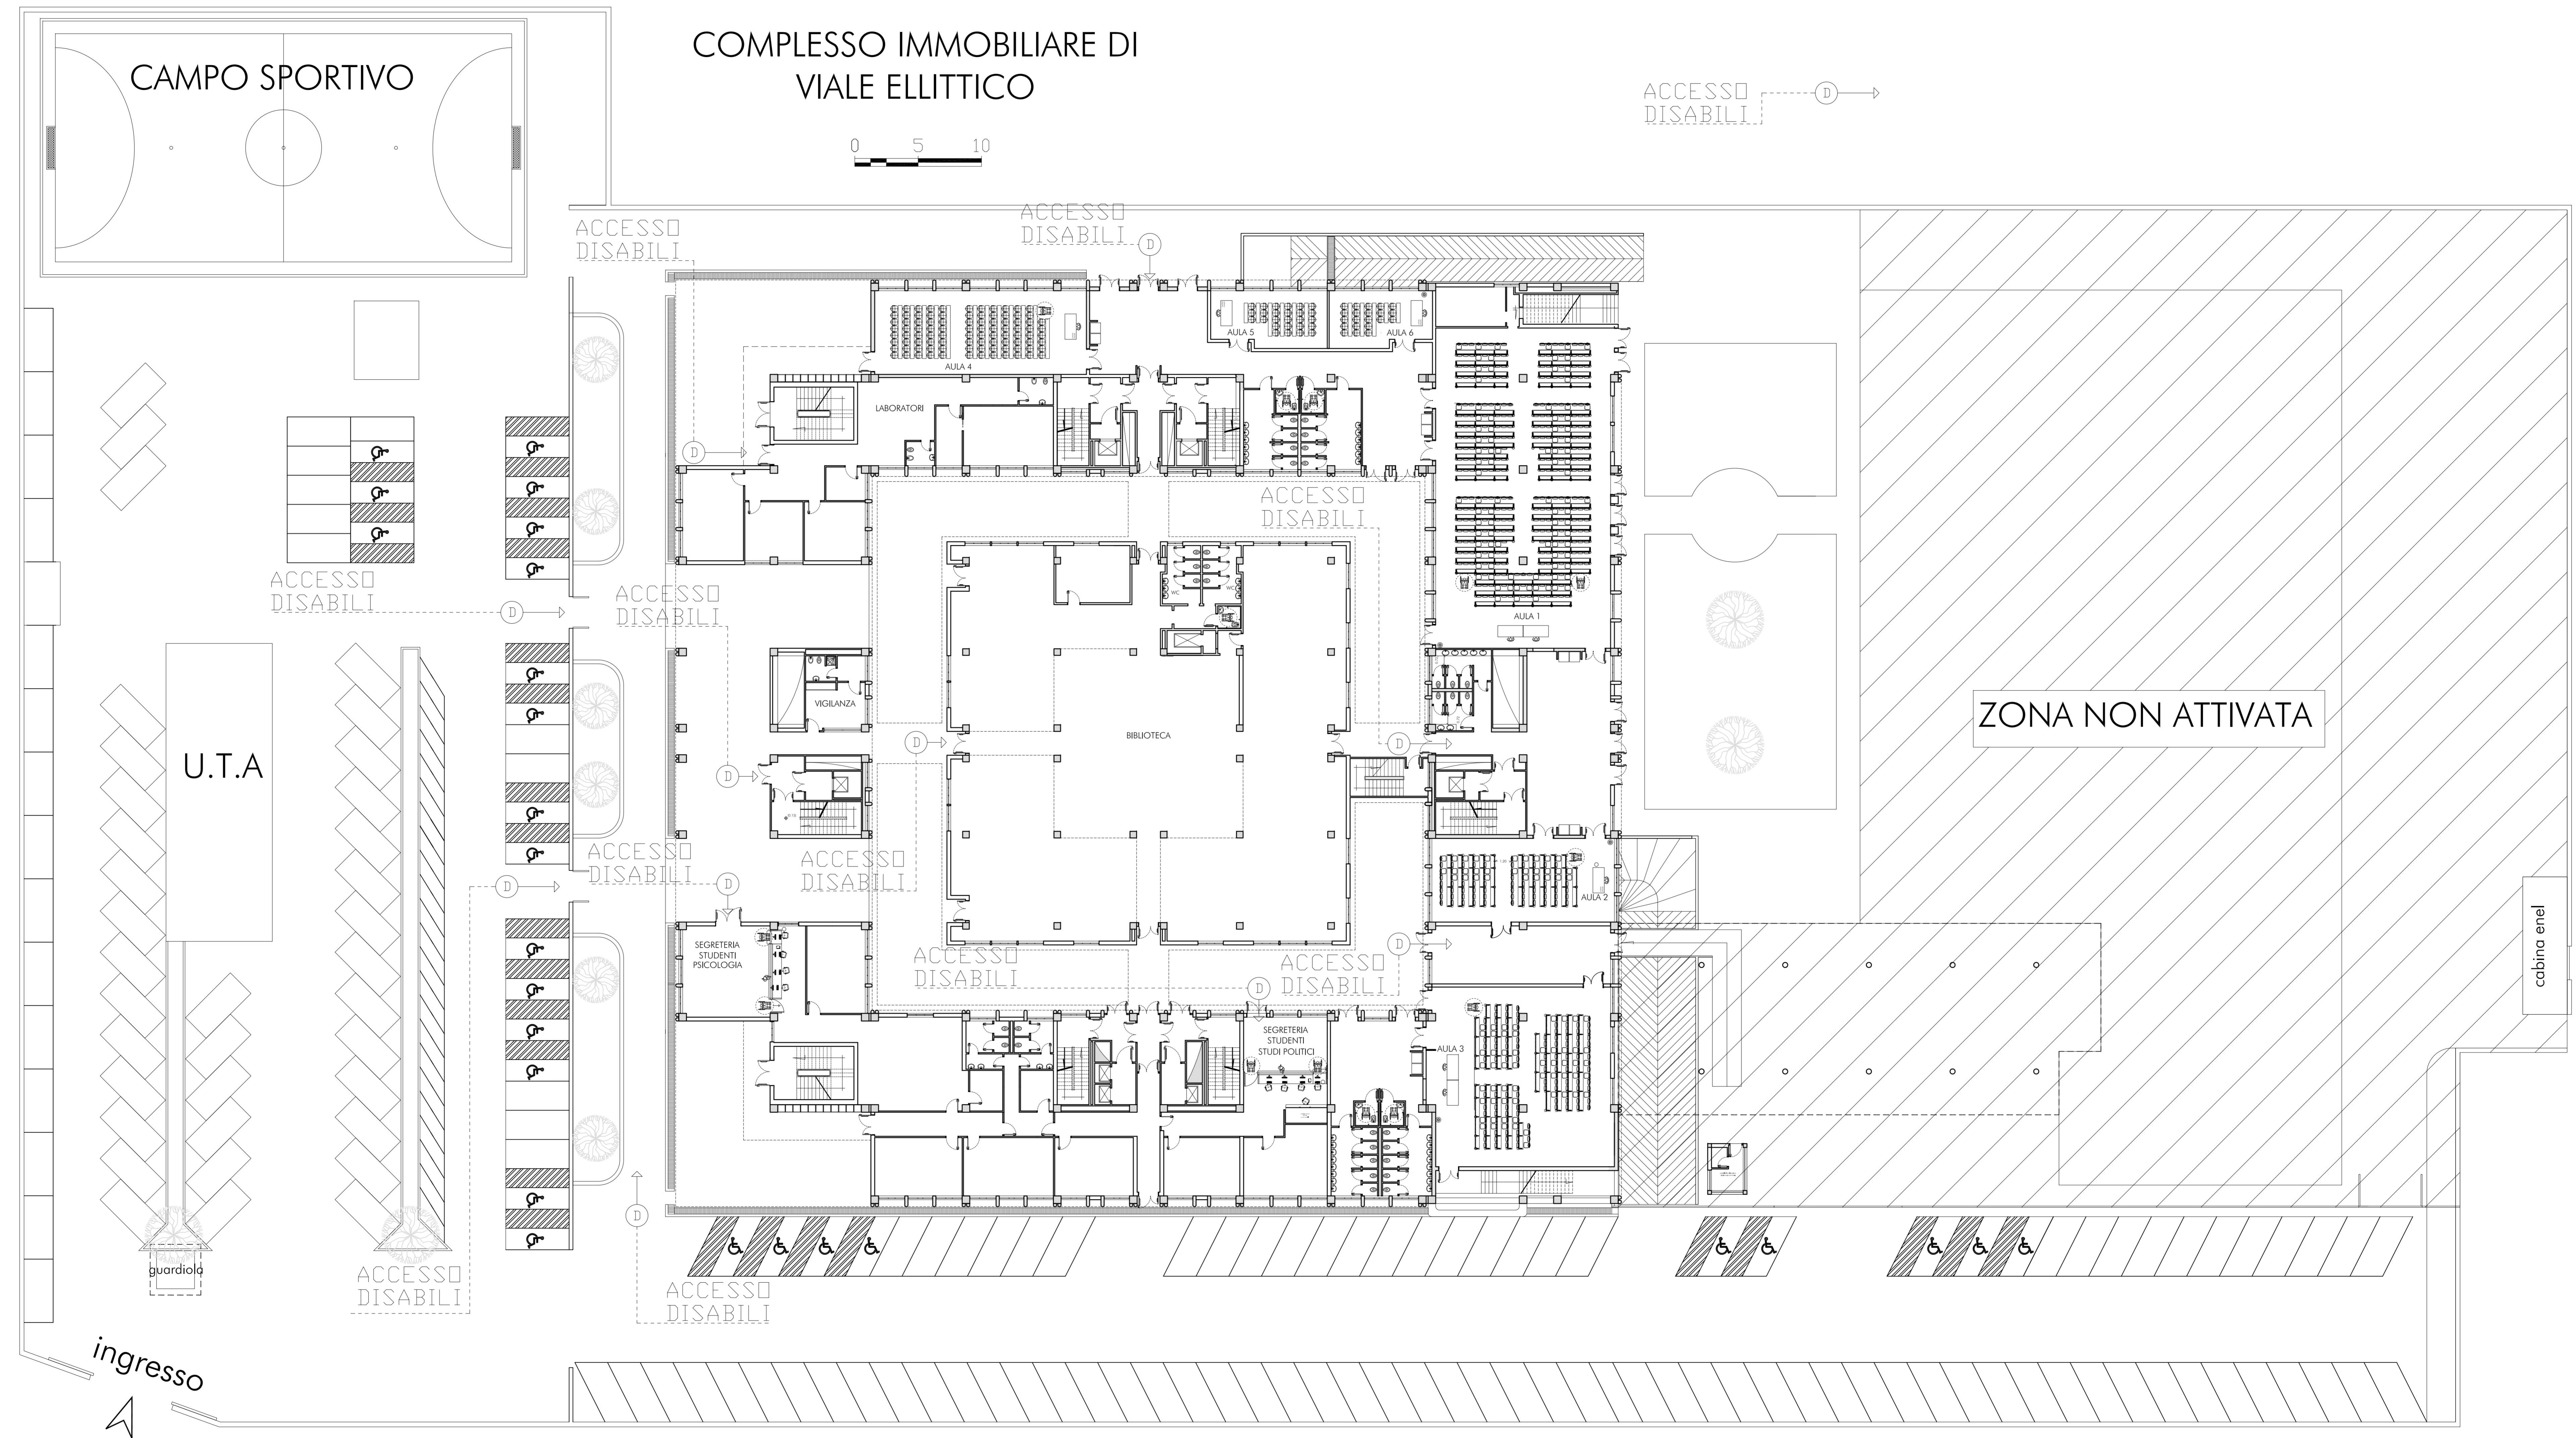 COMPLESSO IMMOBILIARE DI
VIALE ELLITTICO
CAMPO SPORTIVO
0 5 10
ACCESSO
DISABILI
D
ACCESSO
DISABILI
D
ACCESSO
DISABILI
D
AULA 4
AULA 5
AULA 6
LABORATORI
ACCESSO
DISABILI
D
AULA 1
ACCESSO
DISABILI
D
ACCESSO
DISABILI
D
WC
WC
VIGILANZA
BIBLIOTECA
U.T.A
ZONA NON ATTIVATA
ACCESSO
DISABILI
D
ACCESSO
DISABILI
D
AULA 2
SEGRETERIA
STUDENTI
PSICOLOGIA
ACCESSO
DISABILI
D
ACCESSO
DISABILI
D
cabina enel
SEGRETERIA
STUDENTI
STUDI POLITICI
AULA 3
guardiola
ACCESSO
DISABILI
D
ACCESSO
DISABILI
D
ingresso